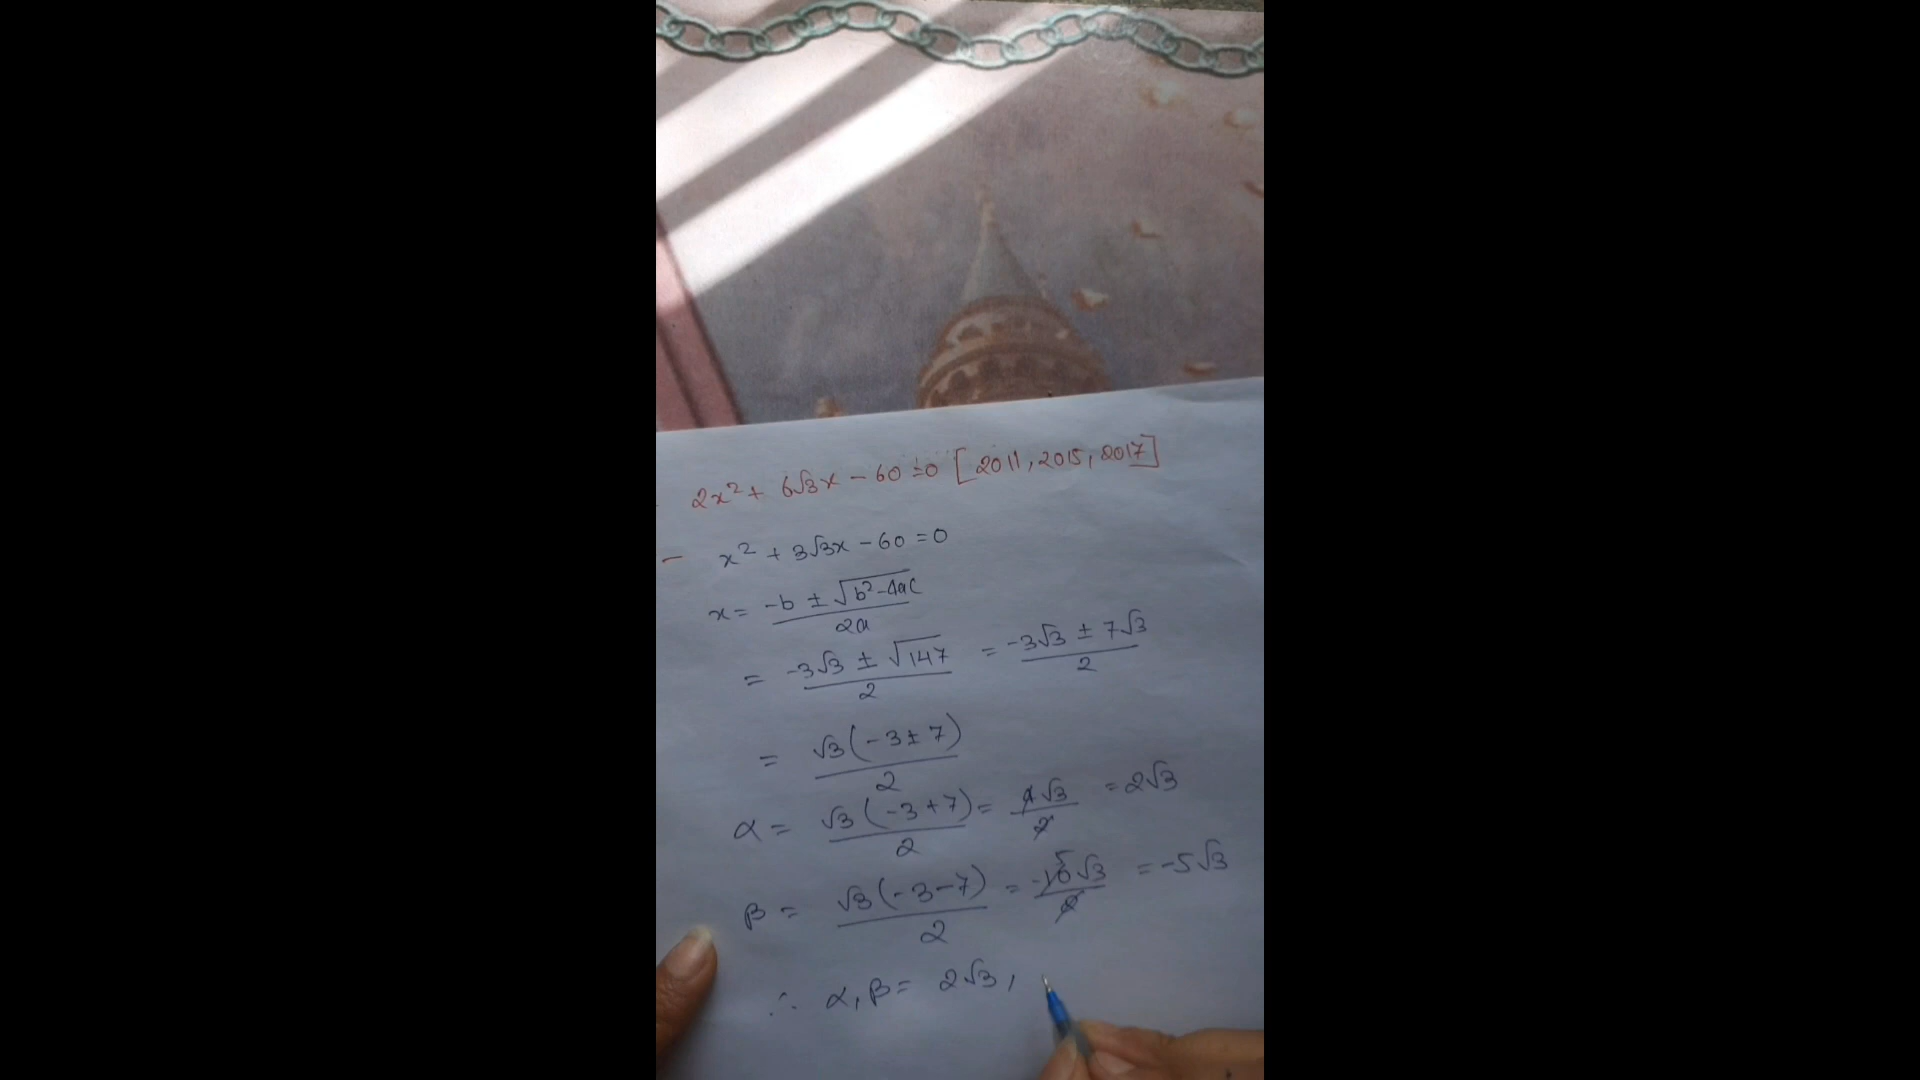 2x² + 6√3x - 60 = 0 [2011, 2015, 2017]
- x² + 3√3x - 60 = 0
x = (-b ± √(b² - 4ac))/2a
= (-3√3 ± √147)/2 = (-3√3 ± 7√3)/2
= √3(-3 ± 7)/2
α = √3(-3 + 7)/2 = 4√3/2 = 2√3
β = √3(-3 - 7)/2 = -10√3/2 5 = -5√3
∴ α, β = 2√3,